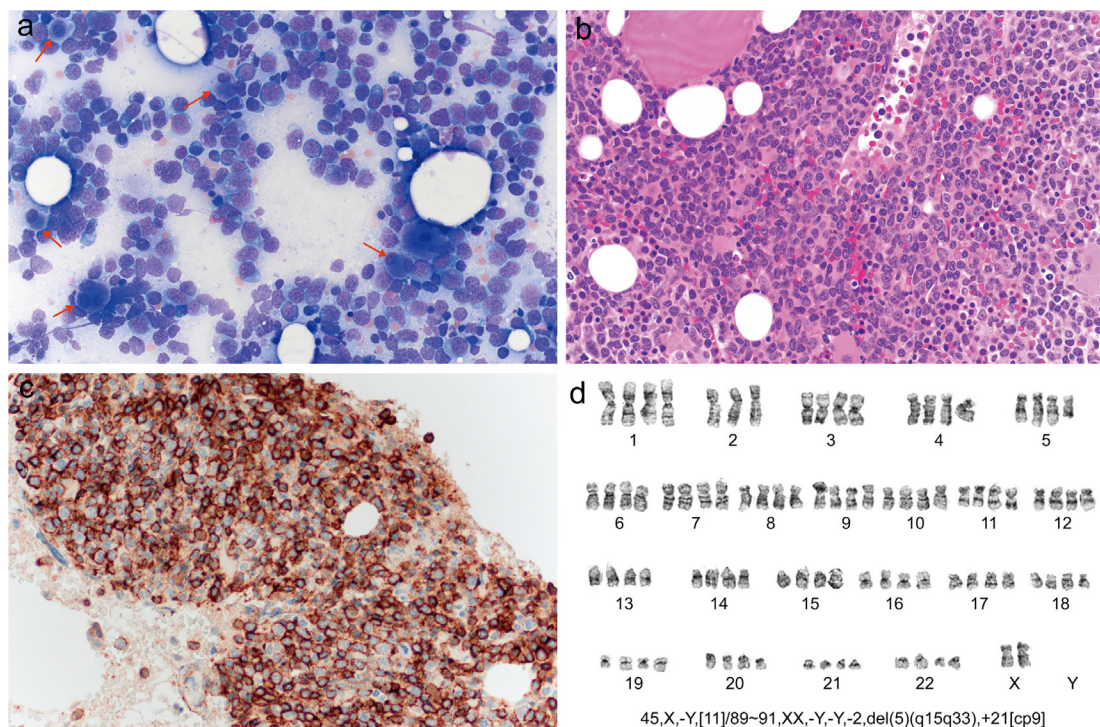 a
b
c
d
1 2 3 4 5
6 7 8 9 10 11 12
13 14 15 16 17 18
19 20 21 22 X Y
45,X,-Y,[11]/89~91,XX,-Y,-Y,-2,del(5)(q15q33),+21[cp9]